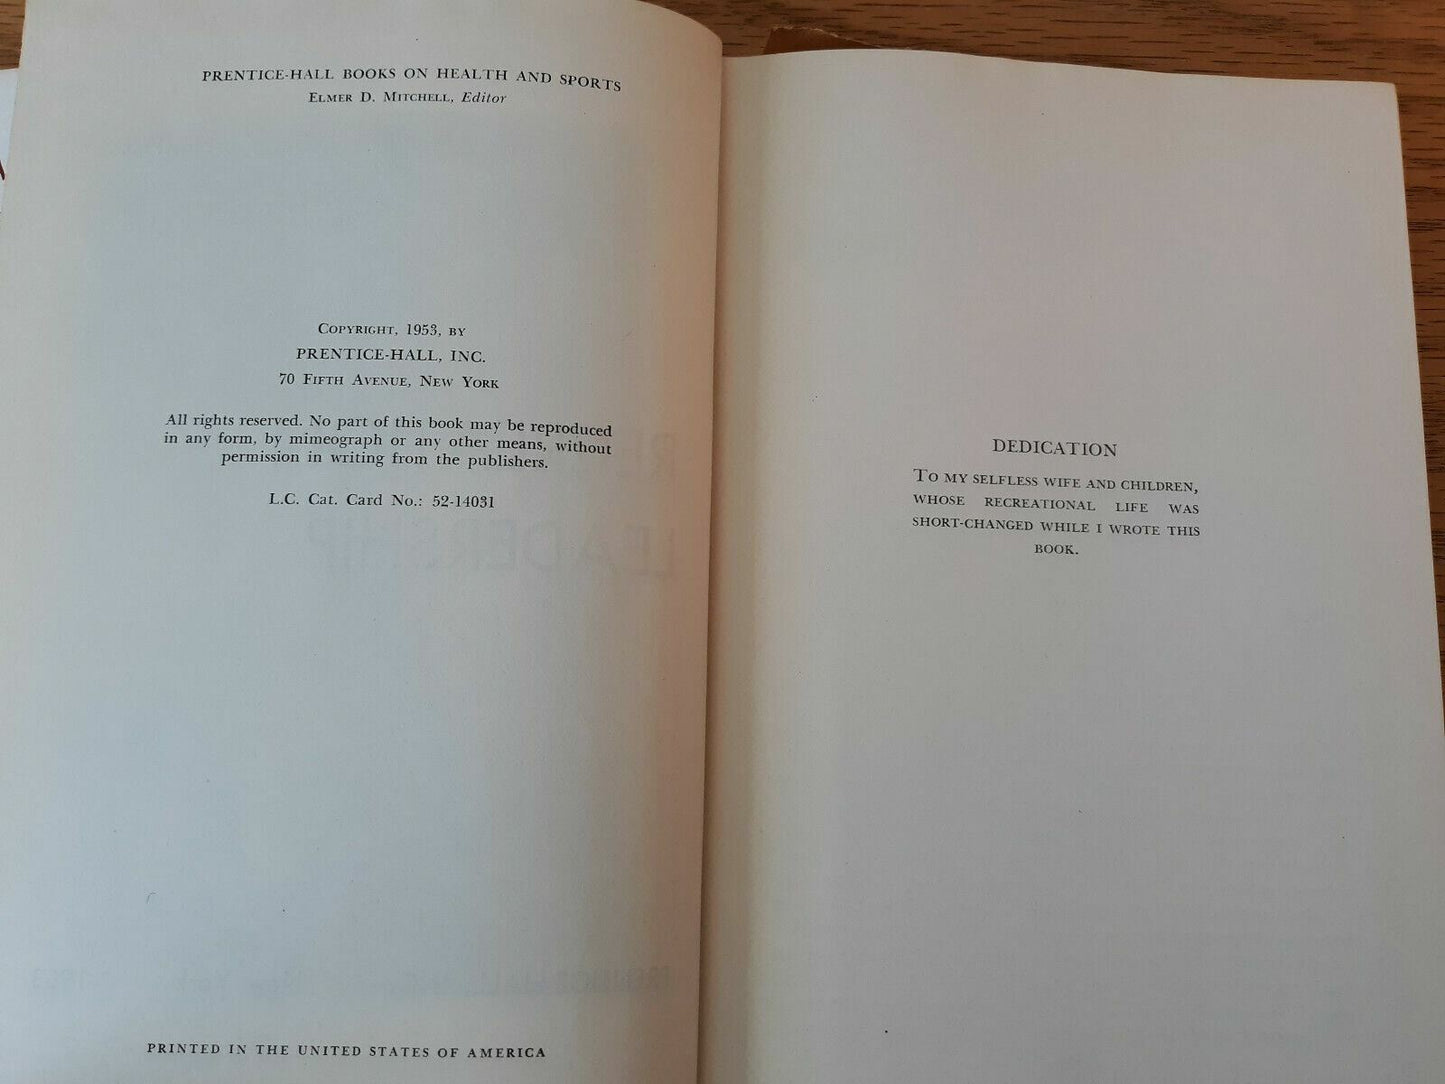 PRENTICE-HALL BOOKS ON HEALTH AND SPORTS
ELMER D. MITCHELL, Editor
COPYRIGHT, 1953, BY
PRENTICE-HALL, INC.
70 FIFTH AVENUE, NEW YORK
All rights reserved. No part of this book may be reproduced
in any form, by mimeograph or any other means, without
permission in writing from the publishers.
L.C. Cat. Card No.: 52-14031
PRINTED IN THE UNITED STATES OF AMERICA
DEDICATION
TO MY SELFLESS WIFE AND CHILDREN,
WHOSE RECREATIONAL LIFE WAS
SHORT-CHANGED WHILE I WROTE THIS
BOOK.